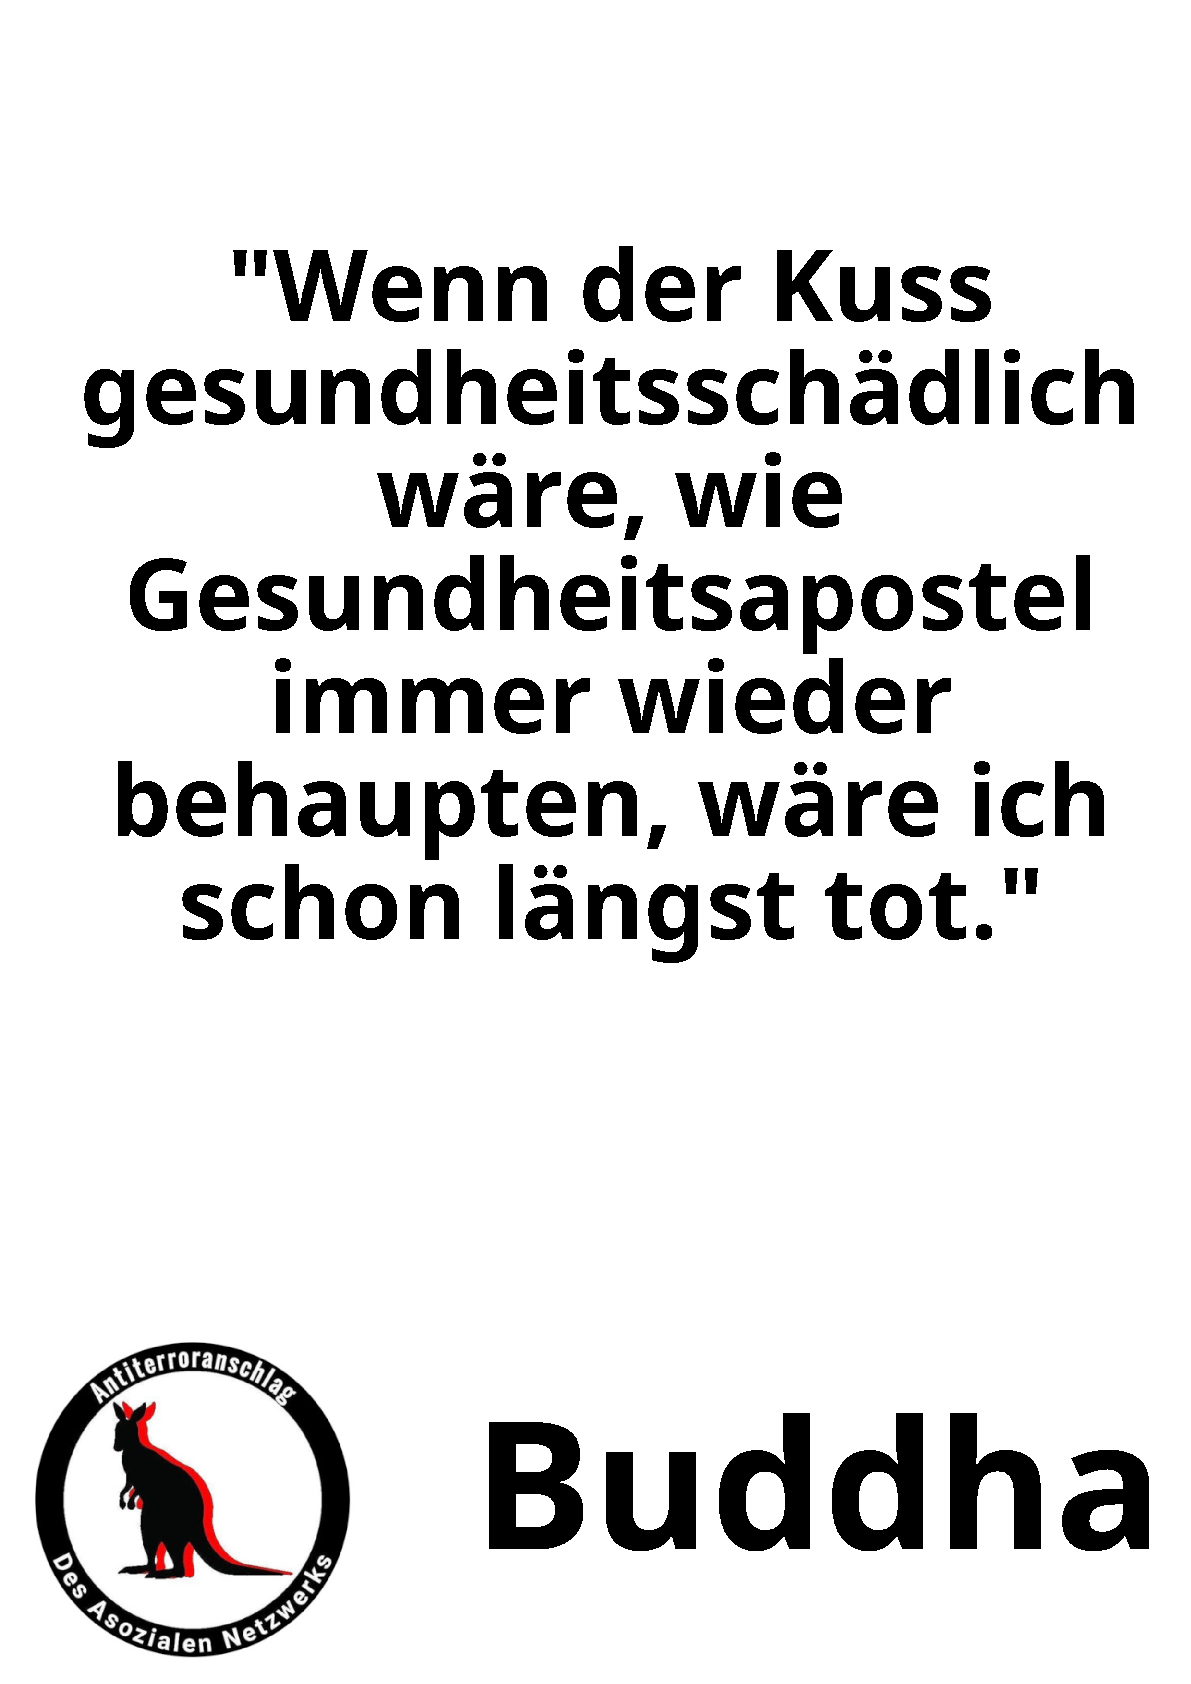 "Wenn der Kuss
gesundheitsschädlich
wäre, wie
Gesundheitsapostel
immer wieder
behaupten, wäre ich
schon längst tot."
Antiterroranschlag
Des Asozialen Netzwerks
Buddha